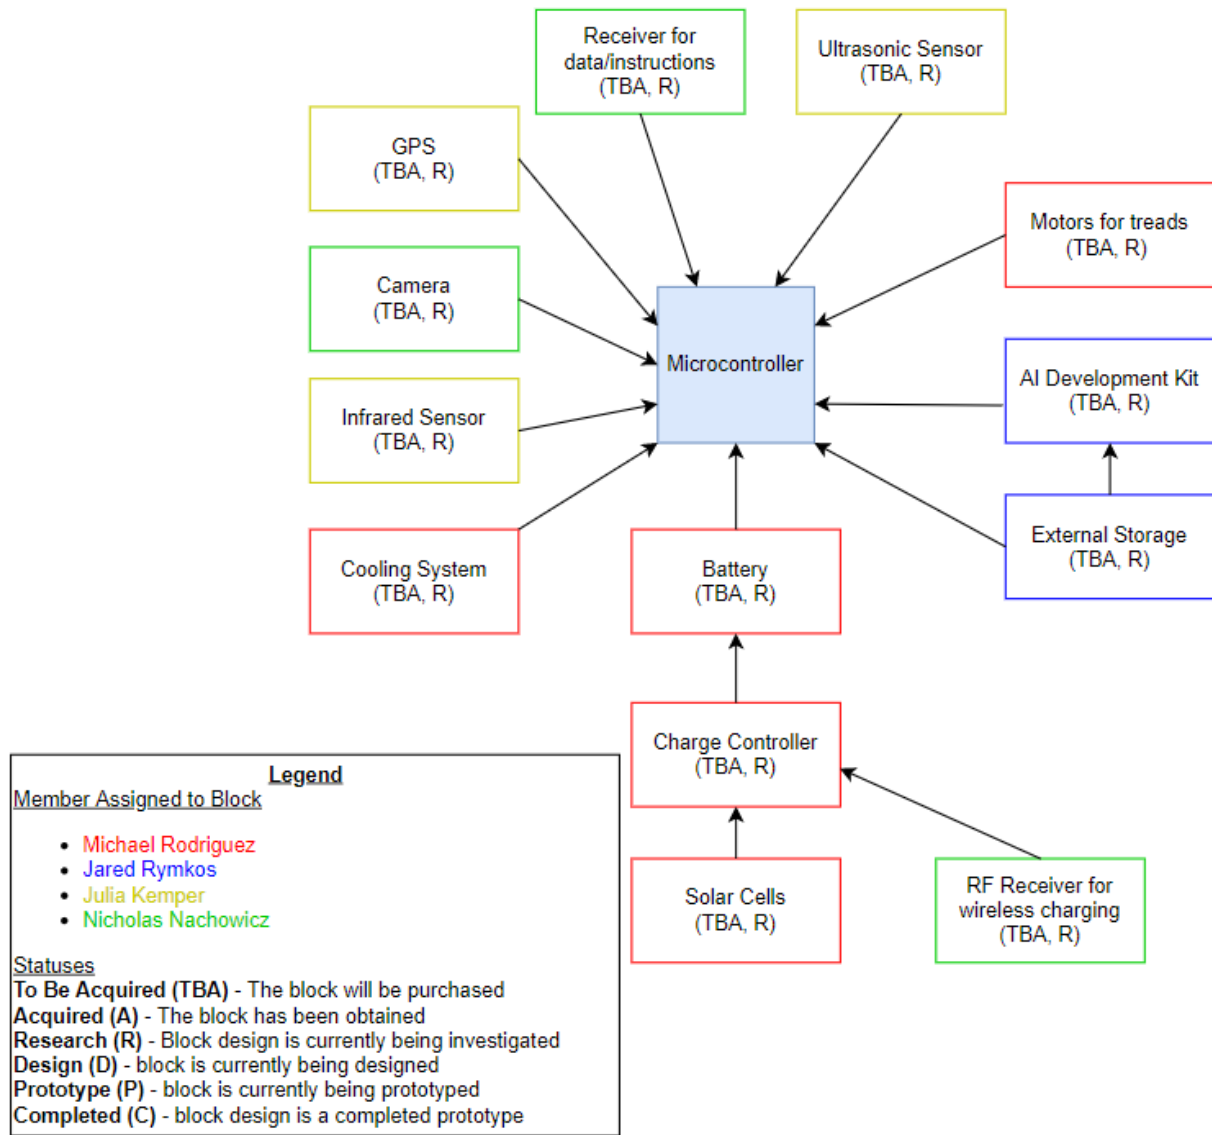 Receiver for
data/instructions
(TBA, R)
Ultrasonic Sensor
(TBA, R)
GPS
(TBA, R)
Motors for treads
(TBA, R)
Camera
(TBA, R)
Microcontroller
AI Development Kit
(TBA, R)
Infrared Sensor
(TBA, R)
External Storage
(TBA, R)
Cooling System
(TBA, R)
Battery
(TBA, R)
Charge Controller
(TBA, R)
Solar Cells
(TBA, R)
RF Receiver for
wireless charging
(TBA, R)
Legend
Member Assigned to Block
• Michael Rodriguez
• Jared Rymkos
• Julia Kemper
• Nicholas Nachowicz
Statuses
To Be Acquired (TBA) - The block will be purchased
Acquired (A) - The block has been obtained
Research (R) - Block design is currently being investigated
Design (D) - block is currently being designed
Prototype (P) - block is currently being prototyped
Completed (C) - block design is a completed prototype